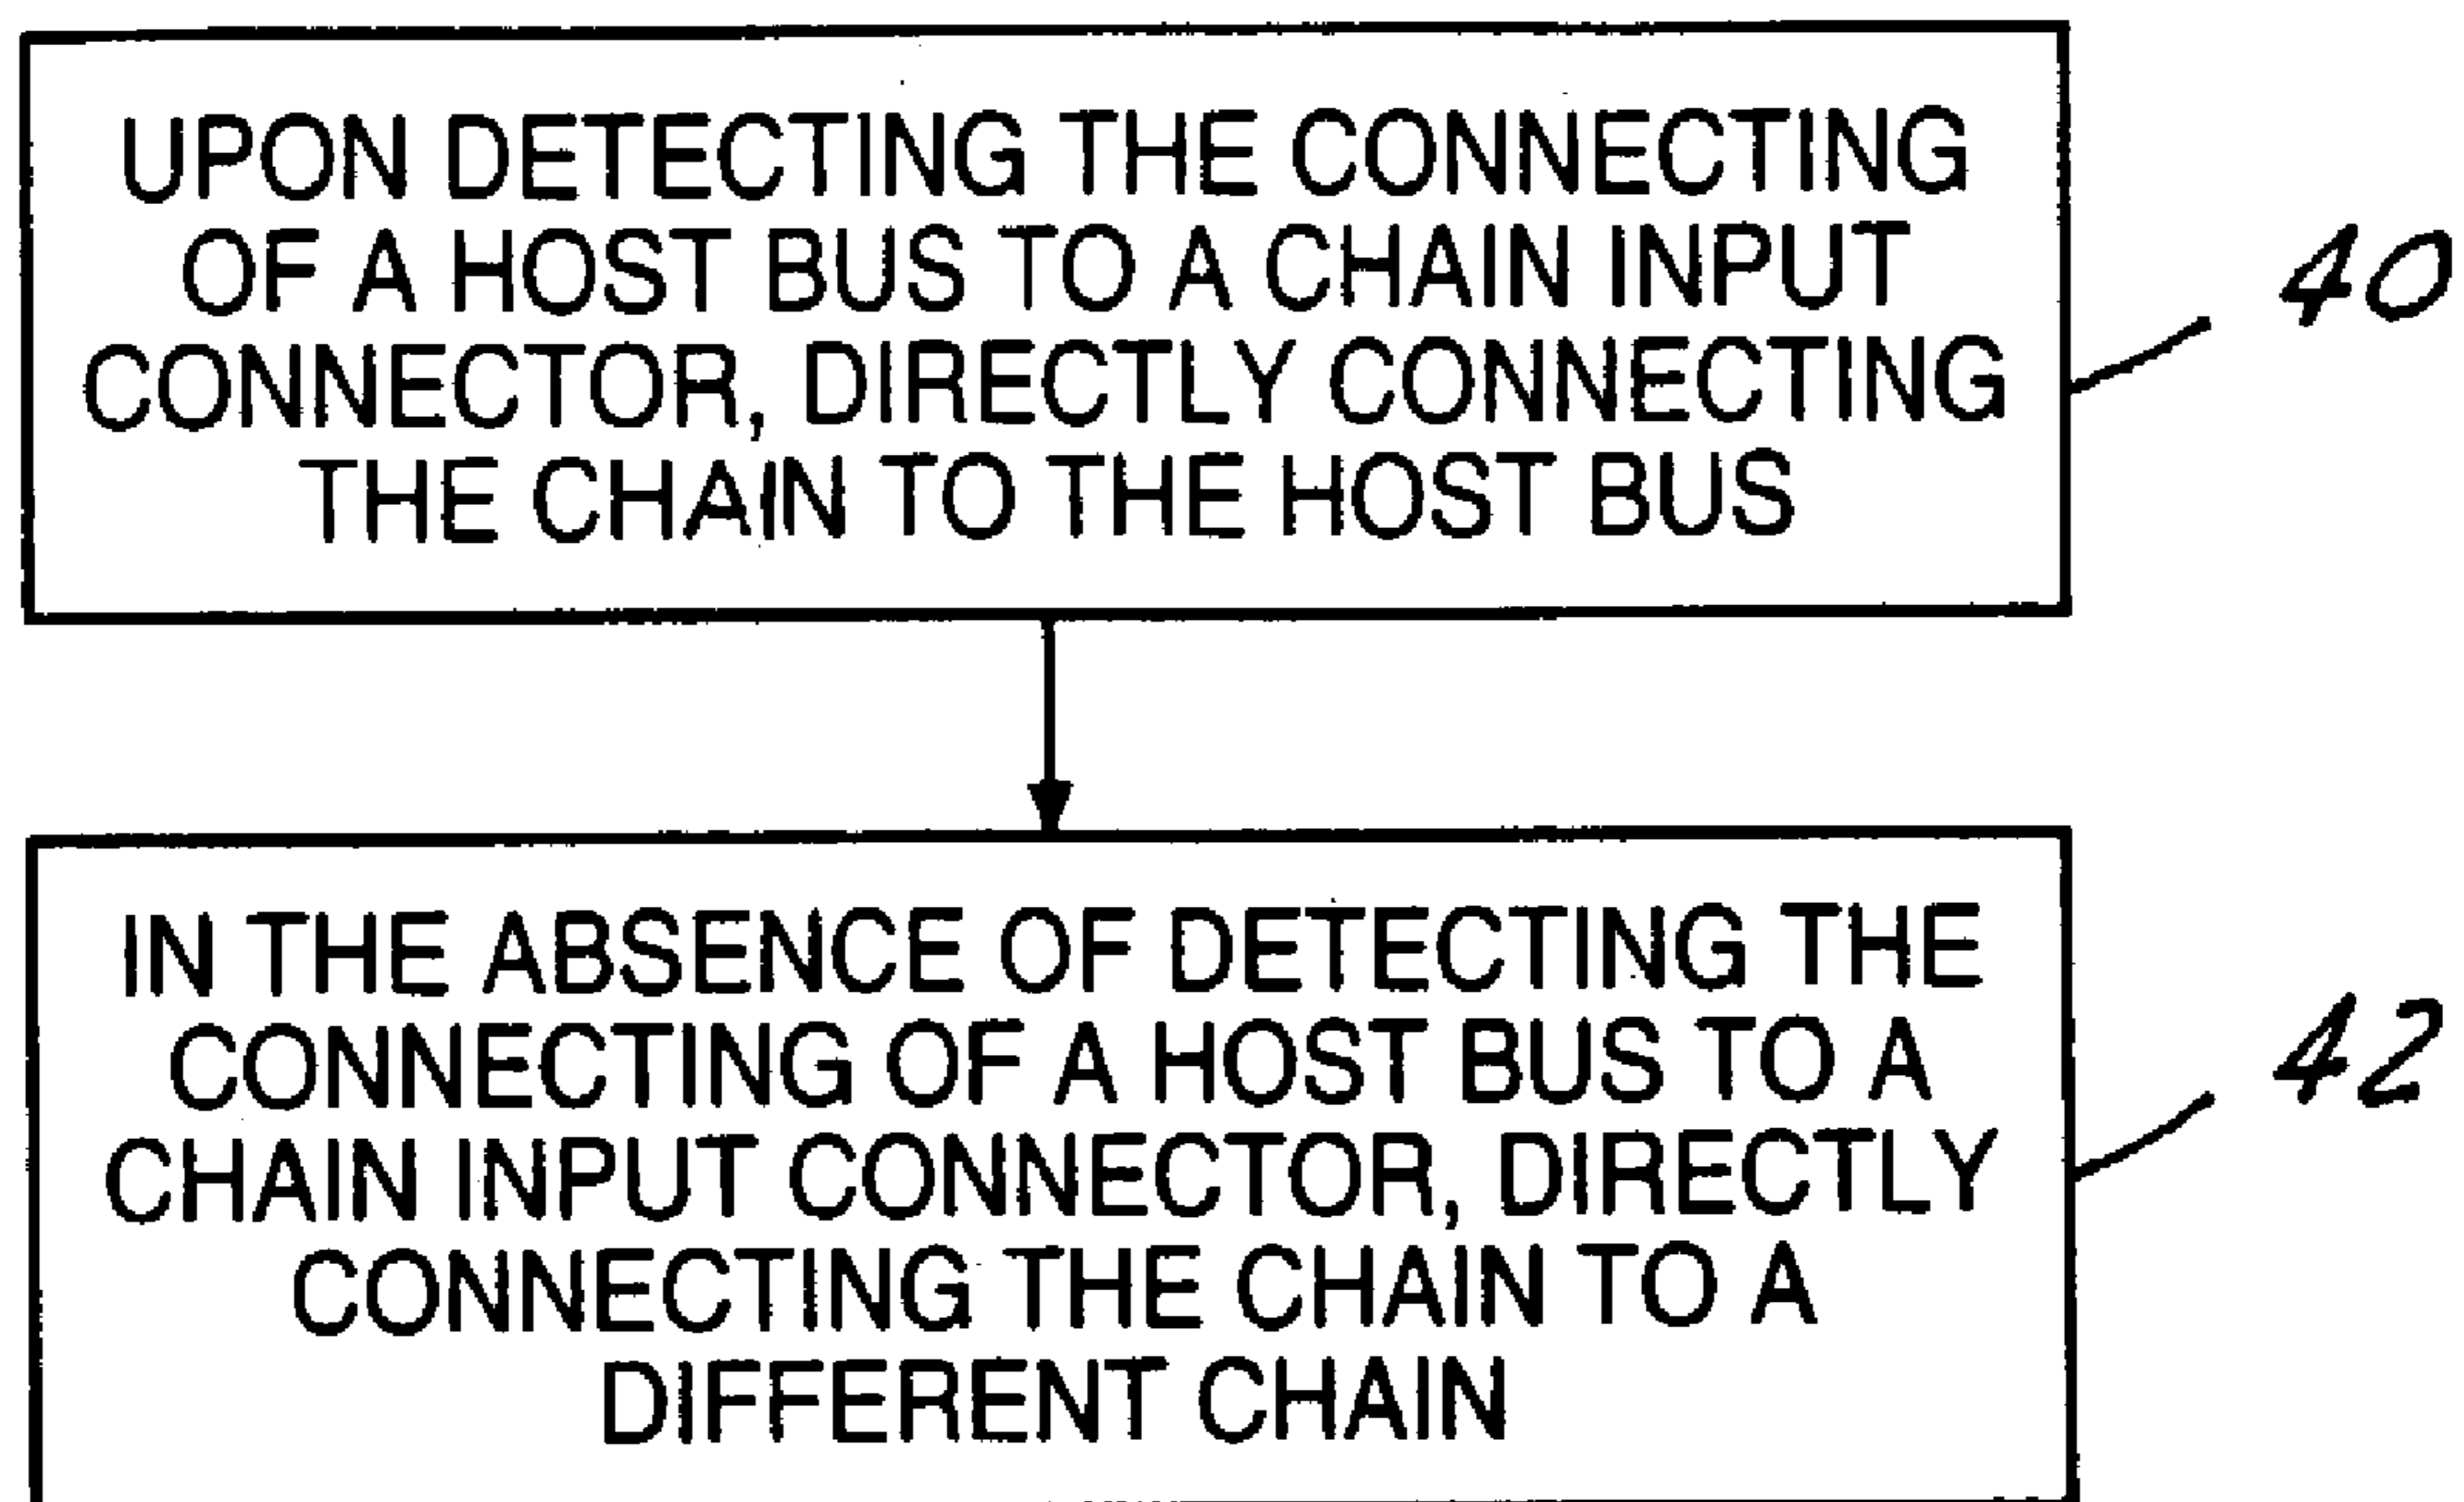 UPON DETECTING THE CONNECTING
OF A HOST BUS TO A CHAIN INPUT
CONNECTOR, DIRECTLY CONNECTING
THE CHAIN TO THE HOST BUS
40
IN THE ABSENCE OF DETECTING THE
CONNECTING OF A HOST BUS TO A
CHAIN INPUT CONNECTOR, DIRECTLY
CONNECTING THE CHAIN TO A
DIFFERENT CHAIN
42